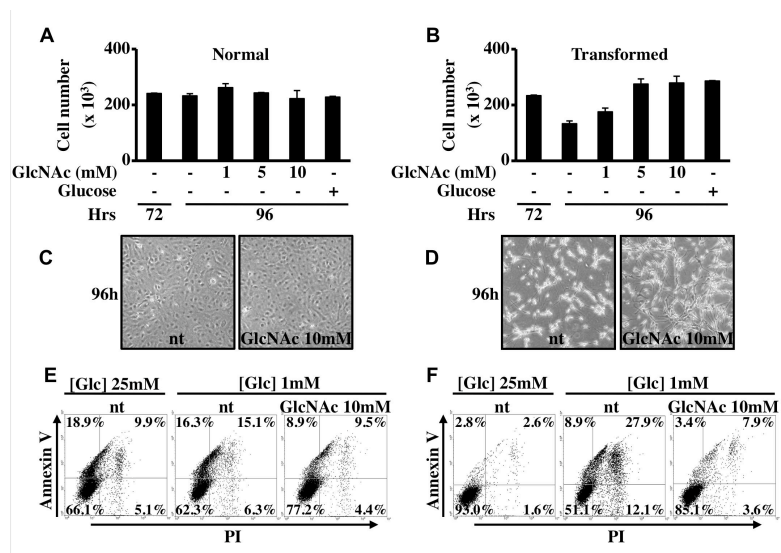 A
Normal
Cell number
(x 10³)
400
200
0
GlcNAc (mM) - - 1 5 10 -
Glucose - - - - - +
Hrs 72 96
B
Transformed
Cell number
(x 10³)
400
200
0
GlcNAc (mM) - - 1 5 10 -
Glucose - - - - - +
Hrs 72 96
C
96h
nt
GlcNAc 10mM
D
96h
nt
GlcNAc 10mM
E
[Glc] 25mM [Glc] 1mM
nt GlcNAc 10mM
18.9% 9.9% 16.3% 15.1% 8.9% 9.5%
Annexin V
66.1% 5.1% 62.3% 6.3% 77.2% 4.4%
PI
F
[Glc] 25mM [Glc] 1mM
nt nt GlcNAc 10mM
2.8% 2.6% 8.9% 27.9% 3.4% 7.9%
Annexin V
93.0% 1.6% 51.1% 12.1% 85.1% 3.6%
PI